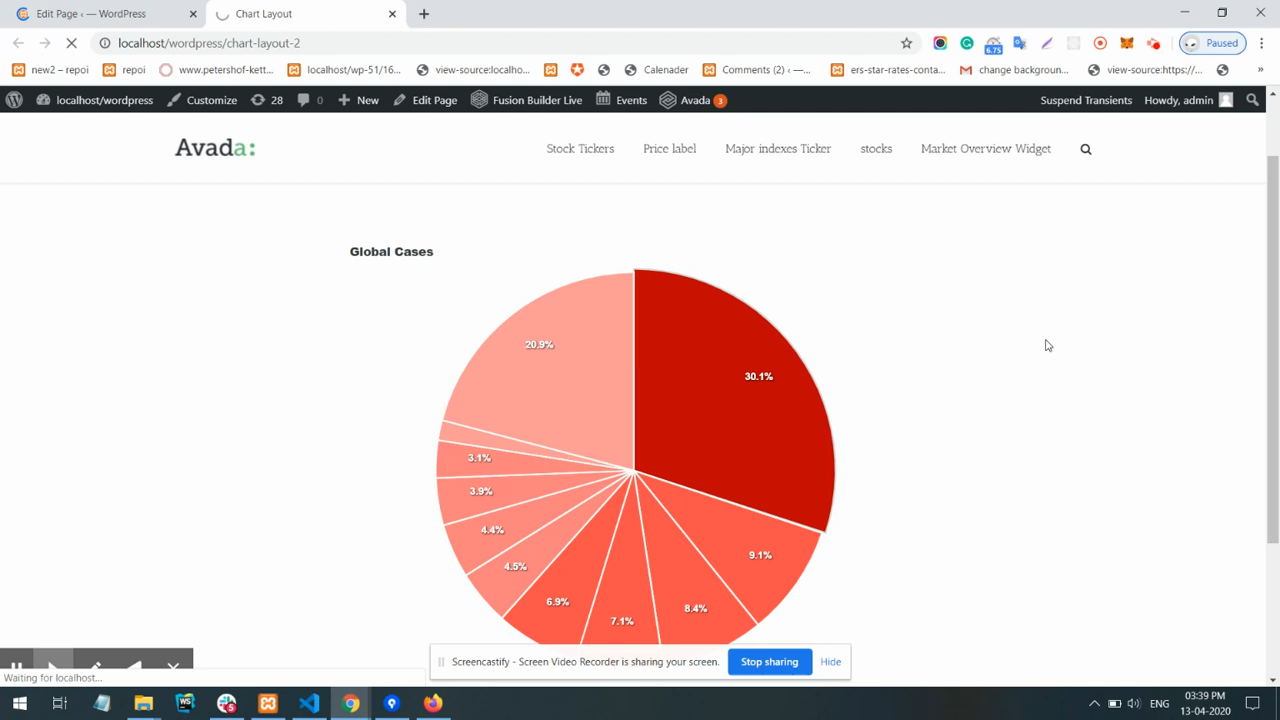 Edit Page ‹ — WordPress
Chart Layout
localhost/wordpress/chart-layout-2
6.75
Paused
new2 – repoi
repoi
www.petershof-kett...
localhost/wp-51/16...
view-source:localho...
Calenader
Comments (2) ‹ —...
ers-star-rates-conta...
change backgroun...
view-source:https://...
»
localhost/wordpress
Customize
28
0
New
Edit Page
Fusion Builder Live
Events
Avada 3
Suspend Transients
Howdy, admin
Avada:
Stock Tickers
Price label
Major indexes Ticker
stocks
Market Overview Widget
Global Cases
20.9%
30.1%
3.1%
3.9%
4.4%
4.5%
9.1%
6.9%
8.4%
7.1%
Screencastify - Screen Video Recorder is sharing your screen.
Stop sharing
Hide
Waiting for localhost...
WS
ENG
03:39 PM
13-04-2020